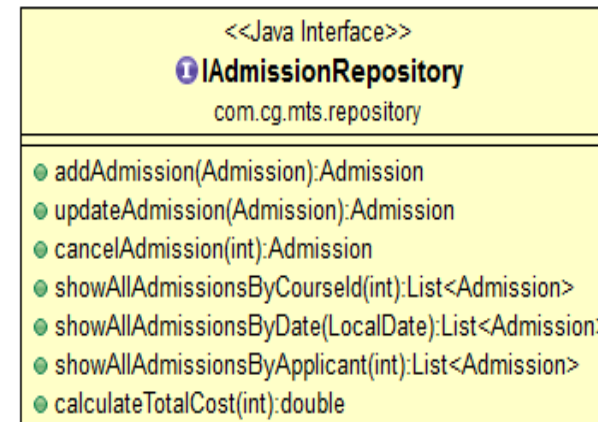 <<Java Interface>>
IAdmissionRepository
com.cg.mts.repository
addAdmission(Admission):Admission
updateAdmission(Admission):Admission
cancelAdmission(int):Admission
showAllAdmissionsByCourseId(int):List<Admission>
showAllAdmissionsByDate(LocalDate):List<Admission>
showAllAdmissionsByApplicant(int):List<Admission>
calculateTotalCost(int):double